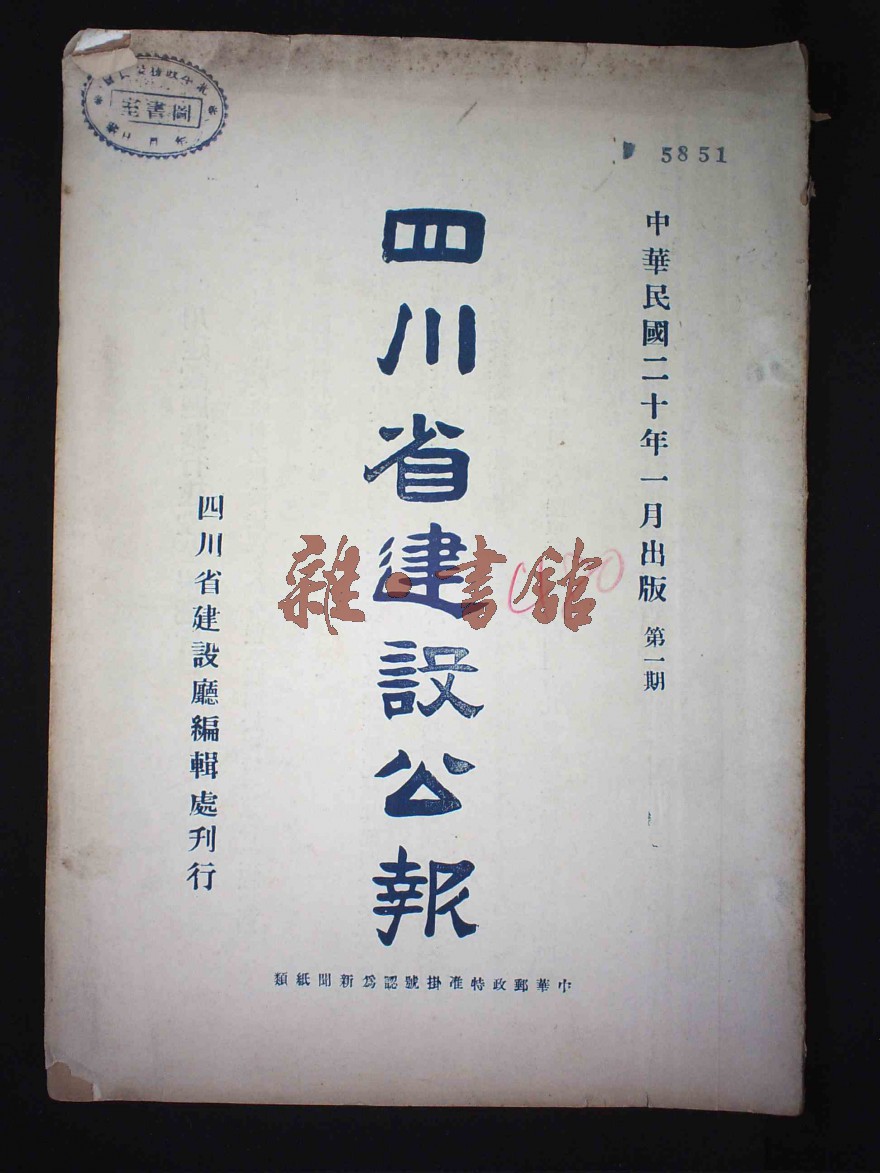 5851
中華民國二十年一月出版 第一期
四川省建設公報
四川省建設廳編輯處刊行
中華郵政特准掛號認爲新聞紙類
圖書室
雜·書館